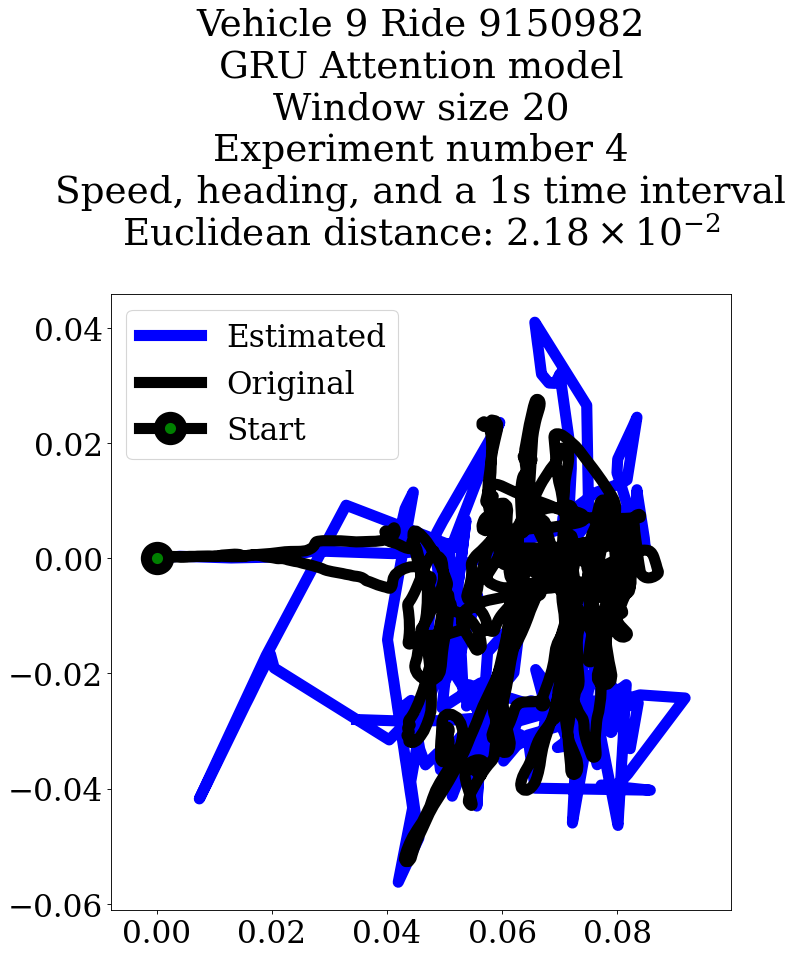 Vehicle 9 Ride 9150982
GRU Attention model
Window size 20
Experiment number 4
Speed, heading, and a 1s time interval
Euclidean distance: 2.18 × 10⁻²
Estimated
Original
Start
0.04
0.02
0.00
−0.02
−0.04
−0.06
0.00 0.02 0.04 0.06 0.08